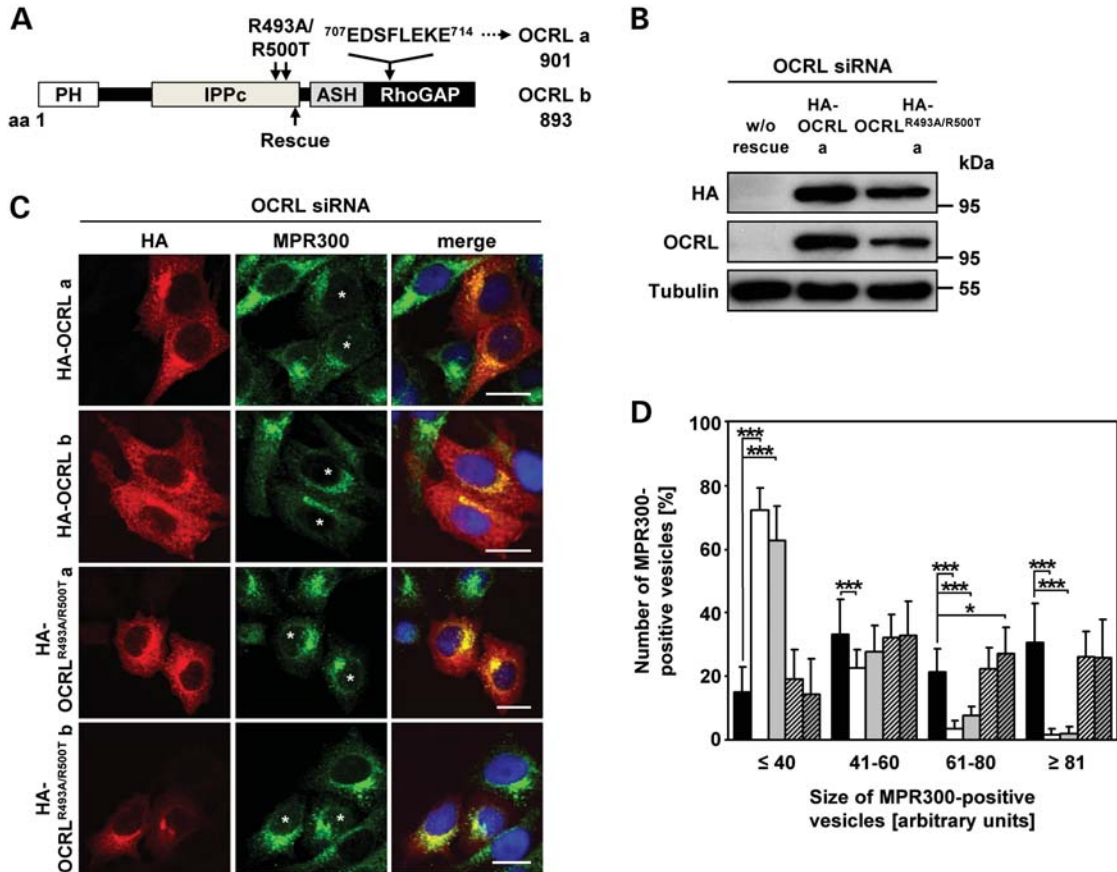 A
R493A/
R500T
707EDSFLEKE714
OCRL a
901
PH
IPPc
ASH
RhoGAP
OCRL b
893
aa 1
Rescue
B
OCRL siRNA
w/o
rescue
HA-
OCRL
a
HA-
OCRLR493A/R500T
a
kDa
HA
95
OCRL
95
Tubulin
55
C
OCRL siRNA
HA MPR300 merge
HA-OCRL a
*
*
HA-OCRL b
*
*
HA-
OCRLR493A/R500T a
*
*
HA-
OCRLR493A/R500T b
* *
D
Number of MPR300-
positive vesicles [%]
100
80
60
40
20
0
***
***
***
***
***
*
***
***
≤ 40 41-60 61-80 ≥ 81
Size of MPR300-positive
vesicles [arbitrary units]